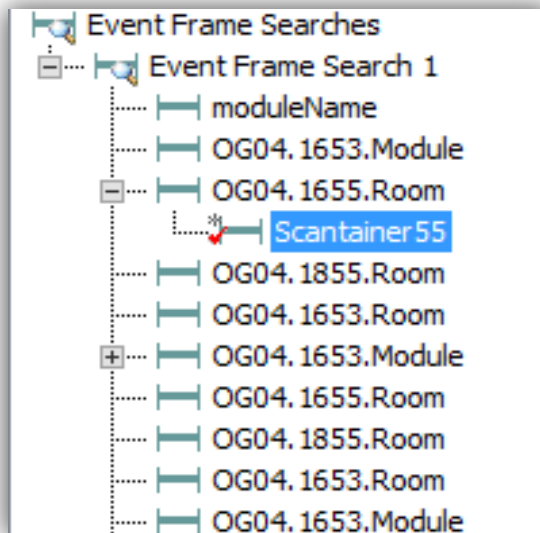 Event Frame Searches
Event Frame Search 1
moduleName
OG04.1653.Module
OG04.1655.Room
Scantainer55
OG04.1855.Room
OG04.1653.Room
OG04.1653.Module
OG04.1655.Room
OG04.1855.Room
OG04.1653.Room
OG04.1653.Module